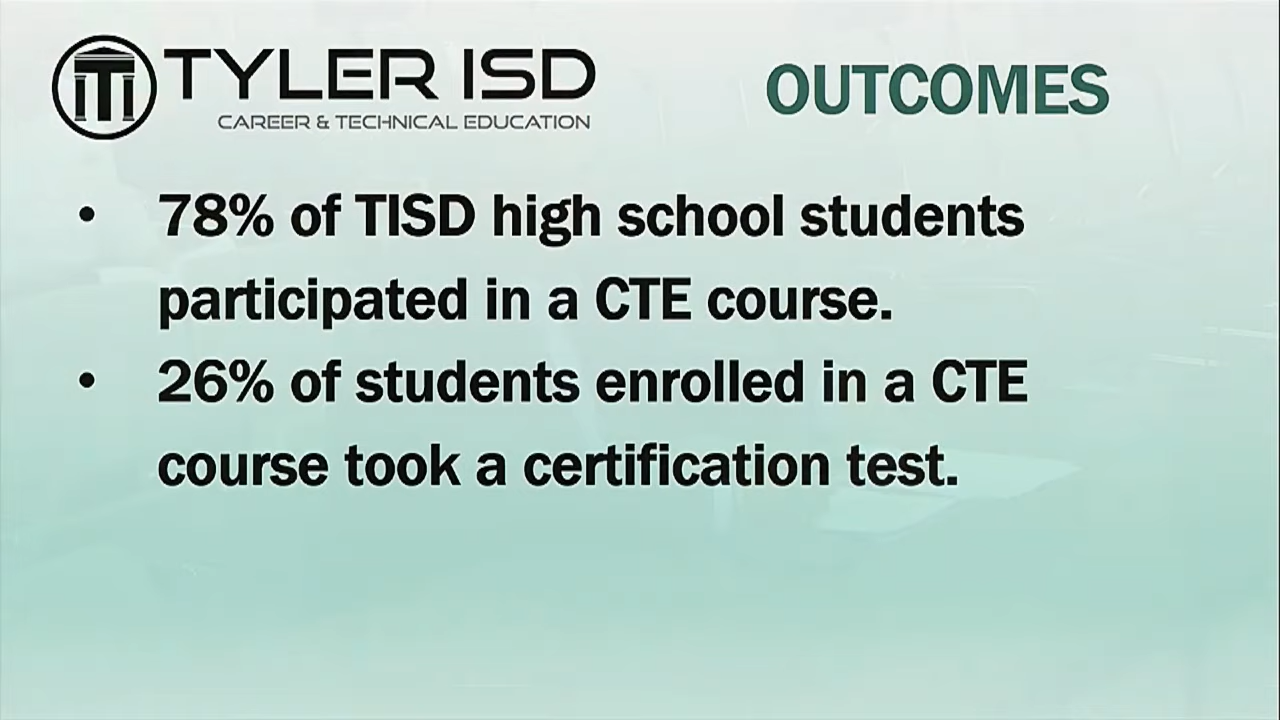 TYLER ISD
CAREER & TECHNICAL EDUCATION
OUTCOMES
• 78% of TISD high school students
participated in a CTE course.
• 26% of students enrolled in a CTE
course took a certification test.